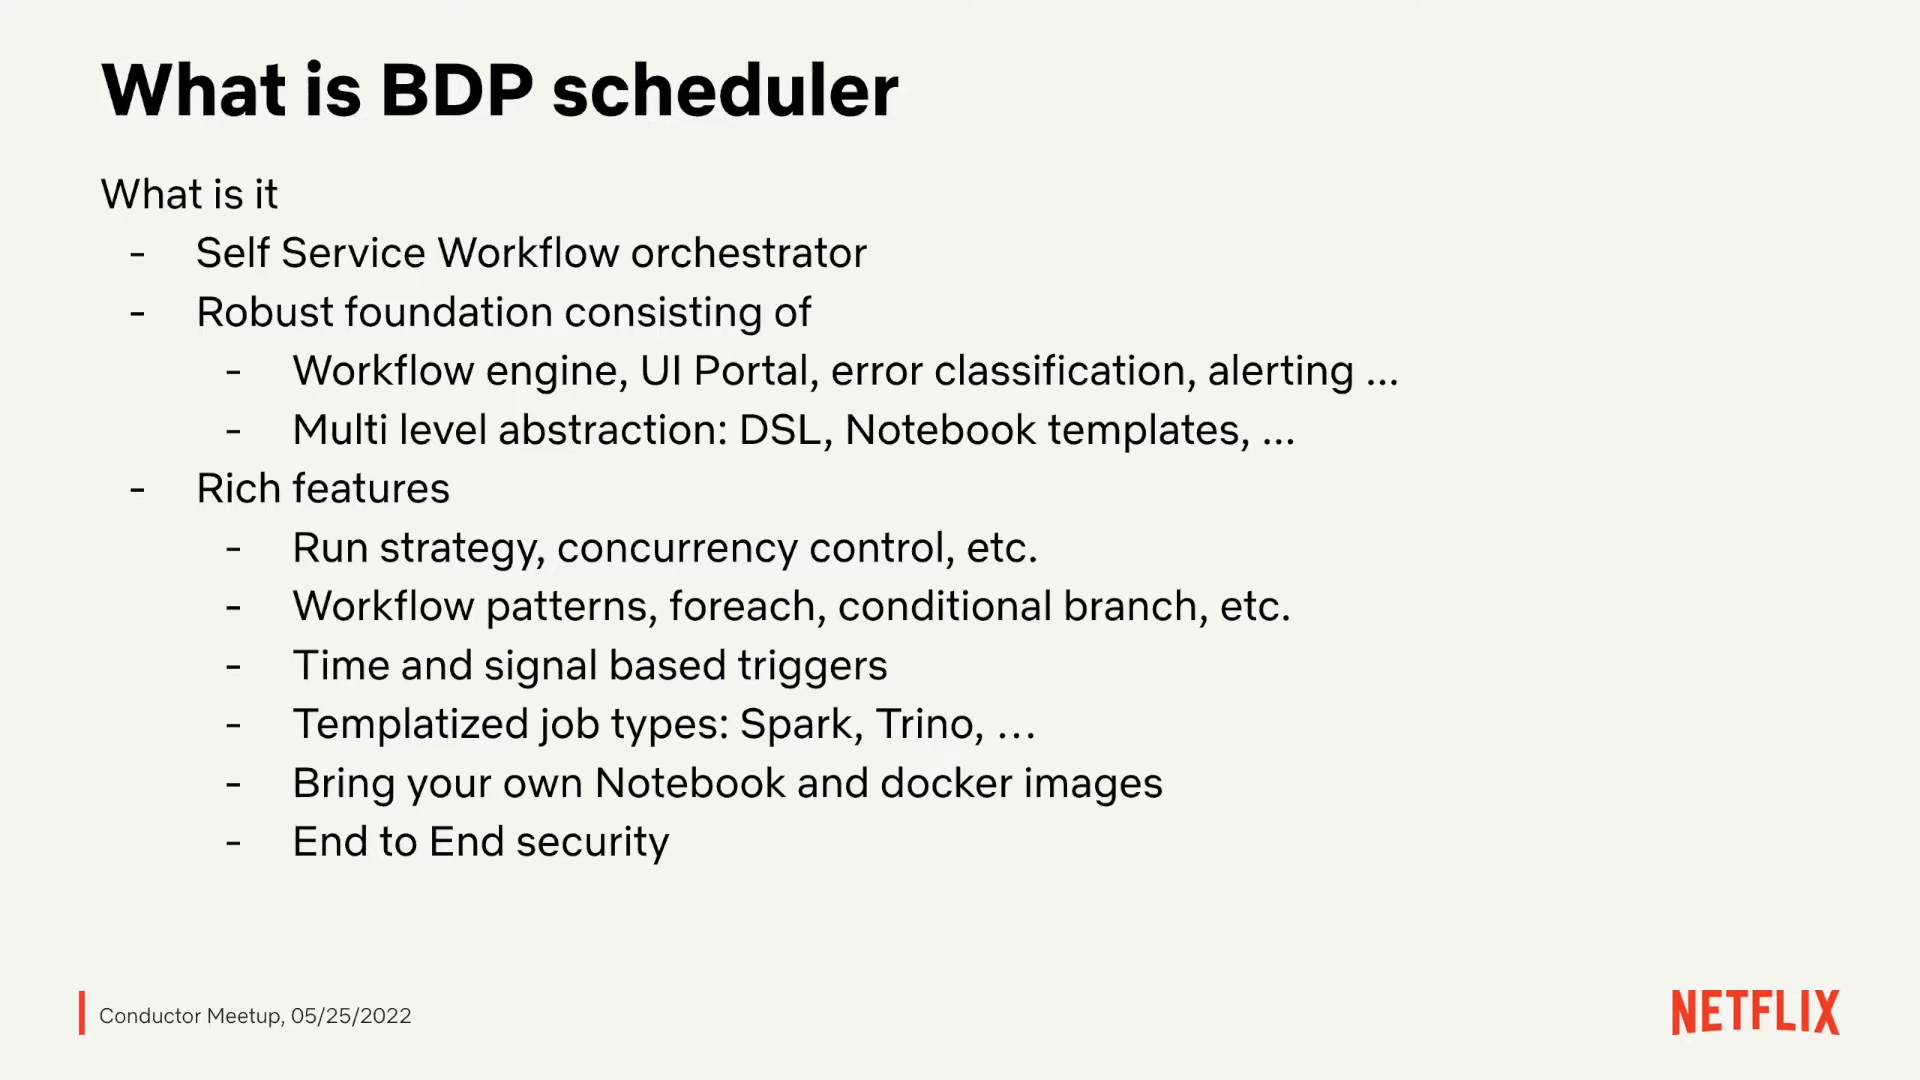 What is BDP scheduler
What is it
- Self Service Workflow orchestrator
- Robust foundation consisting of
- Workflow engine, UI Portal, error classification, alerting ...
- Multi level abstraction: DSL, Notebook templates, ...
- Rich features
- Run strategy, concurrency control, etc.
- Workflow patterns, foreach, conditional branch, etc.
- Time and signal based triggers
- Templatized job types: Spark, Trino, …
- Bring your own Notebook and docker images
- End to End security
Conductor Meetup, 05/25/2022
NETFLIX